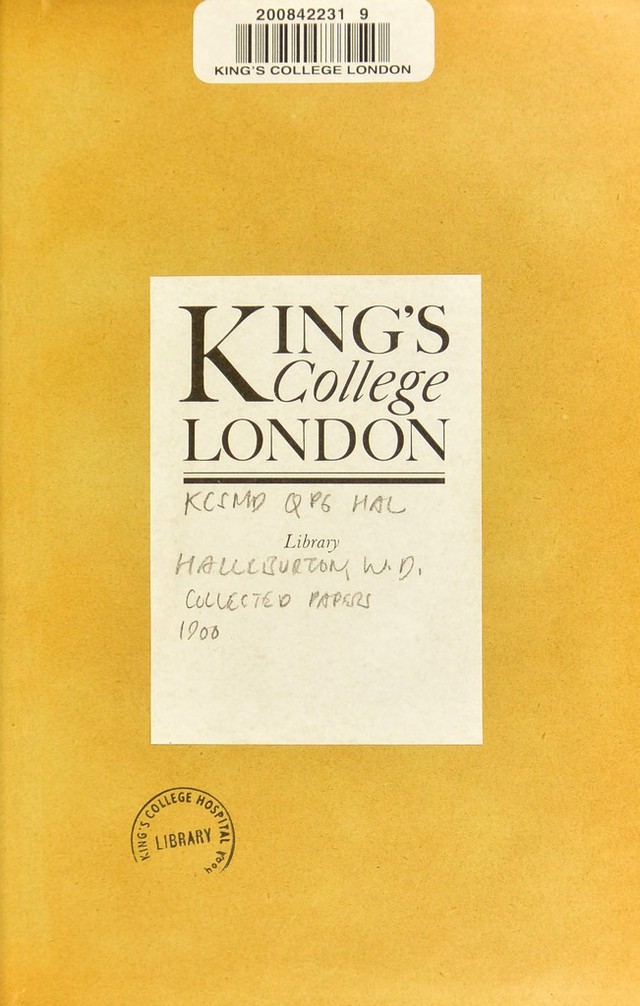 200842231 9
KING'S COLLEGE LONDON
KING'S
College
LONDON
KCSMD QP6 HAL
Library
HALLIBURTON, W.D.
COLLECTED PAPERS
1900
KING'S COLLEGE HOSPITAL
LIBRARY